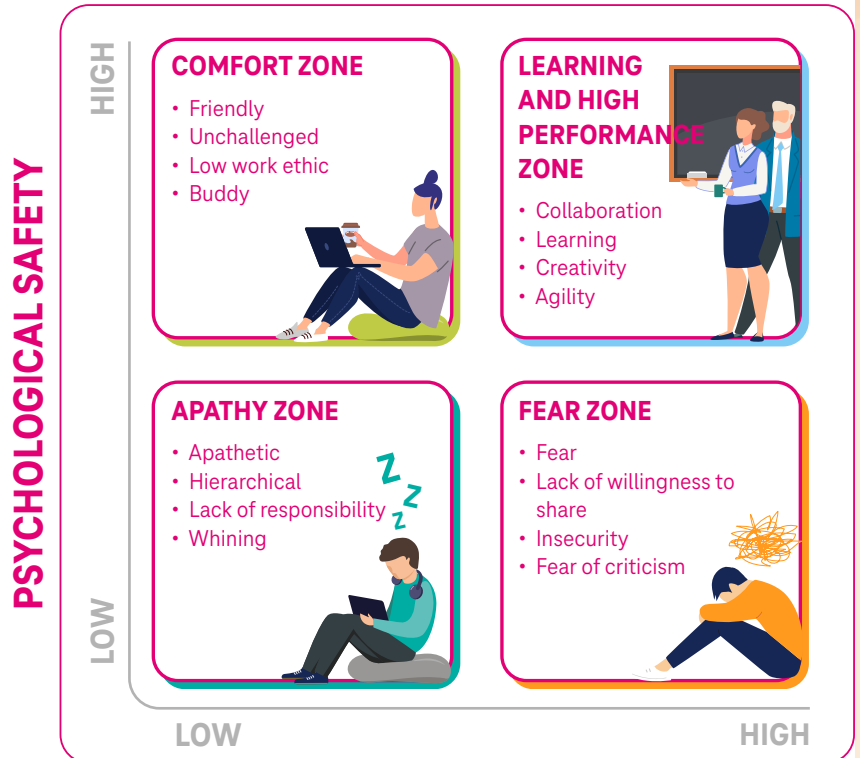 PSYCHOLOGICAL SAFETY
HIGH
LOW
COMFORT ZONE
• Friendly
• Unchallenged
• Low work ethic
• Buddy
LEARNING
AND HIGH
PERFORMANCE
ZONE
• Collaboration
• Learning
• Creativity
• Agility
APATHY ZONE
• Apathetic
• Hierarchical
• Lack of responsibility
• Whining
Z
Z
Z
FEAR ZONE
• Fear
• Lack of willingness to
share
• Insecurity
• Fear of criticism
LOW
HIGH